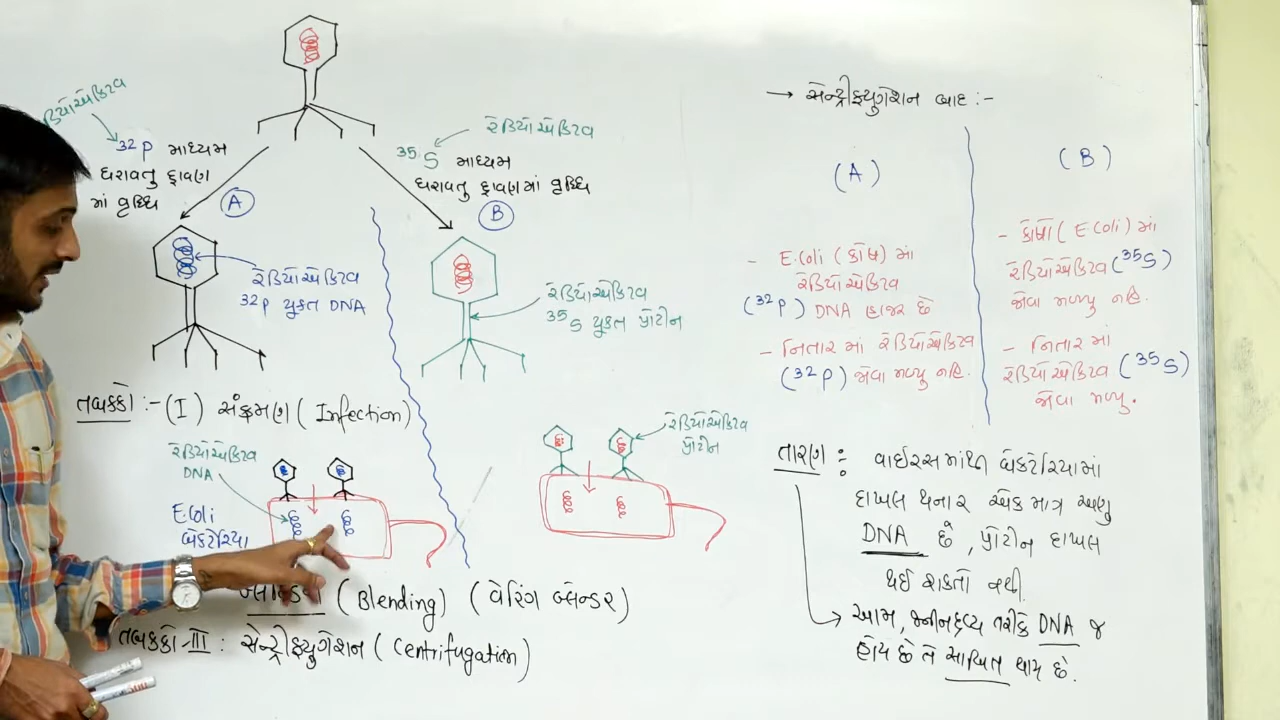 રેડિયોએક્ટિવ
32p માધ્યમ
ધરાવતુ દ્રાવણ
માં વૃધ્ધિ
A
રેડિયોએક્ટિવ
35S માધ્યમ
ધરાવતુ દ્રાવણમાં વૃધ્ધિ
B
રેડિયોએક્ટિવ
32p યુક્ત DNA
રેડિયોએક્ટિવ
35S યુક્ત પ્રોટીન
તબક્કો :- (I) સંક્રમણ (Infection)
રેડિયોએક્ટિવ
DNA
E.coli
બેક્ટેરિયા
રેડિયોએક્ટિવ
પ્રોટીન
(Blending) (વેરિંગ બ્લેન્ડર)
તબક્કો-III : સેન્ટ્રીફ્યુગેશન (Centrifugation)
→ સેન્ટ્રીફ્યુગેશન બાદ :-
(A)
- E.coli (કોષ) માં
રેડિયોએક્ટિવ
(32p) DNA હાજર છે
- નિતાર માં રેડિયોએક્ટિવ
(32p) જોવા મળ્યુ નહિ.
(B)
- કોષો (E.coli) માં
રેડિયોએક્ટિવ (35S)
જોવા મળ્યુ નહિ.
- નિતાર માં
રેડિયોએક્ટિવ (35S)
જોવા મળ્યુ.
તારણ : વાઈરસમાંથી બેક્ટેરિયામાં
દાખલ થનાર એક માત્ર અણુ
DNA છે, પ્રોટીન દાખલ
થઈ શકતો નથી.
→ આમ, જનીનદ્રવ્ય તરીકે DNA જ
હોય છે તે સાબિત થાય છે.